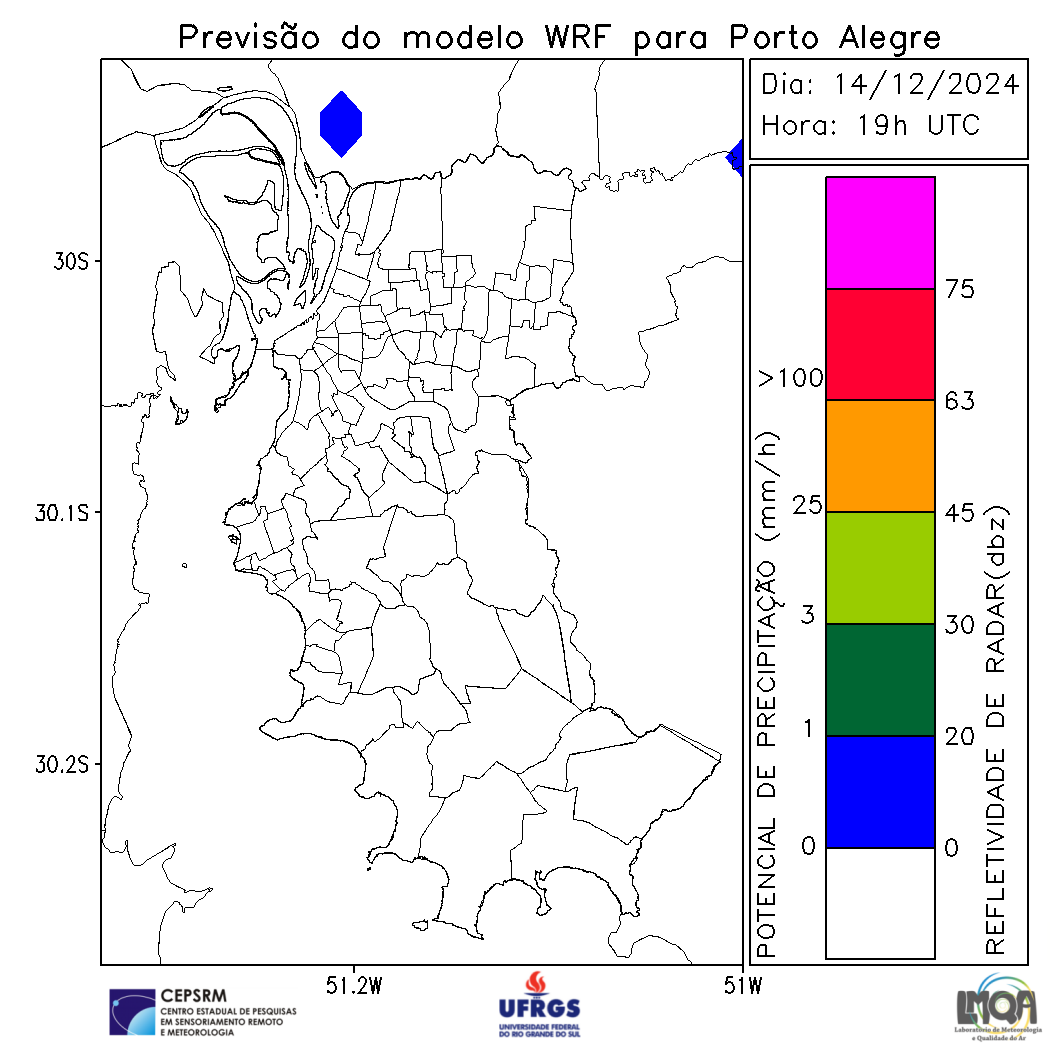 Previsão do modelo WRF para Porto Alegre
Dia: 14/12/2024
Hora: 19h UTC
30S
30.1S
30.2S
51.2W
51W
POTENCIAL DE PRECIPITAÇÃO (mm/h)
>100
25
3
1
0
75
63
45
30
20
0
REFLETIVIDADE DE RADAR(dbz)
CEPSRM
CENTRO ESTADUAL DE PESQUISAS
EM SENSORIAMENTO REMOTO
E METEOROLOGIA
UFRGS
UNIVERSIDADE FEDERAL
DO RIO GRANDE DO SUL
LMQA
Laboratório de Meteorologia
e Qualidade do Ar